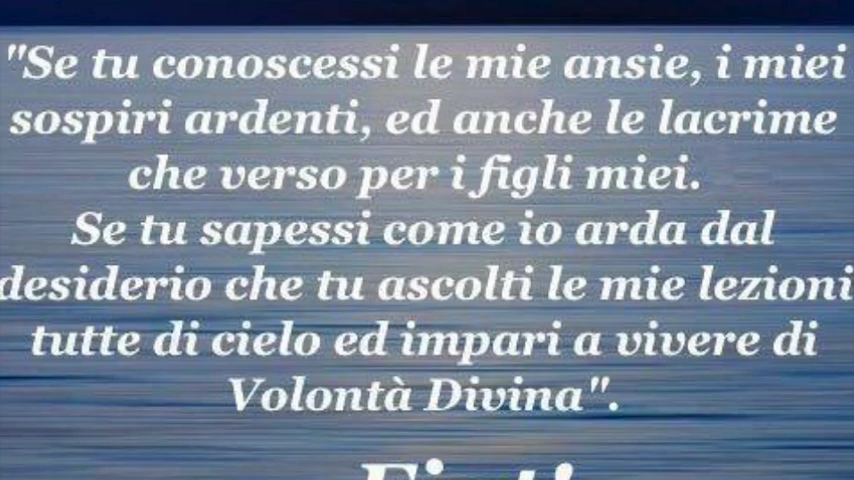 "Se tu conoscessi le mie ansie, i miei
sospiri ardenti, ed anche le lacrime
che verso per i figli miei.
Se tu sapessi come io arda dal
desiderio che tu ascolti le mie lezioni
tutte di cielo ed impari a vivere di
Volontà Divina".